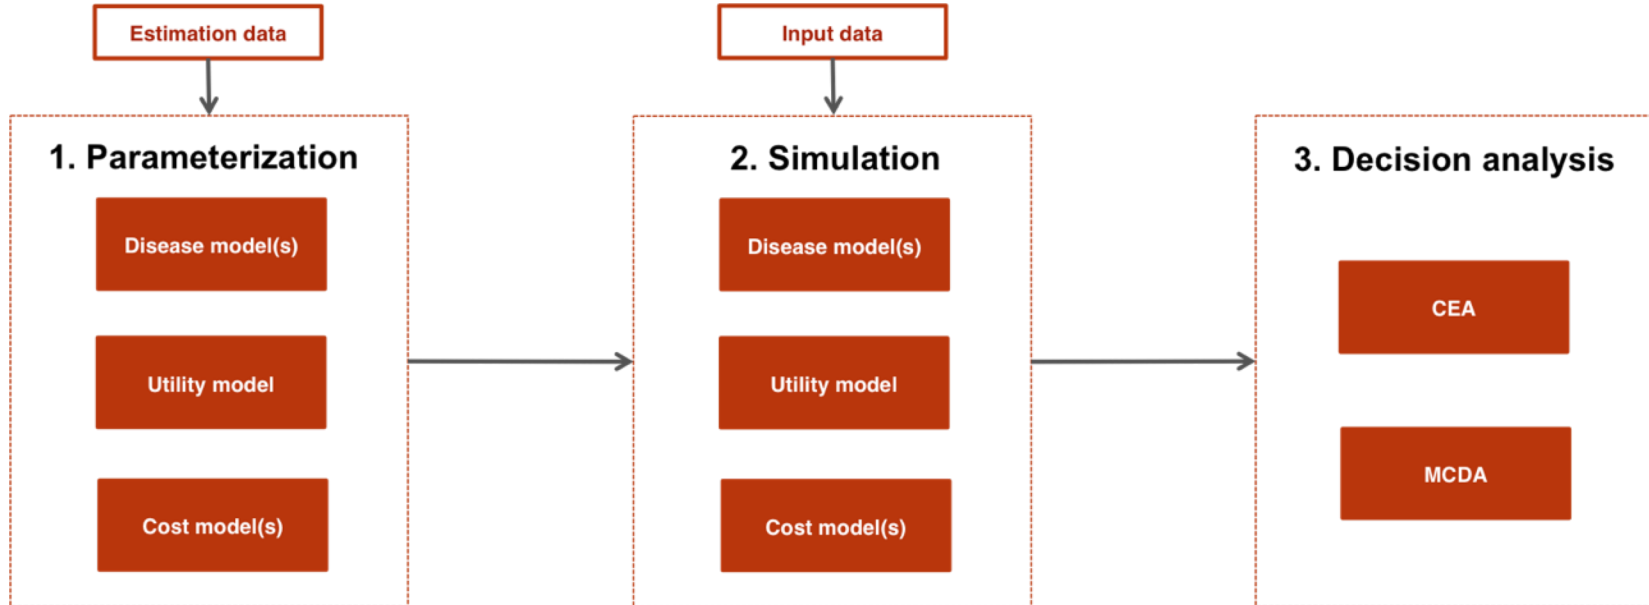 Estimation data
Input data
1. Parameterization
2. Simulation
3. Decision analysis
Disease model(s)
Disease model(s)
CEA
Utility model
Utility model
MCDA
Cost model(s)
Cost model(s)